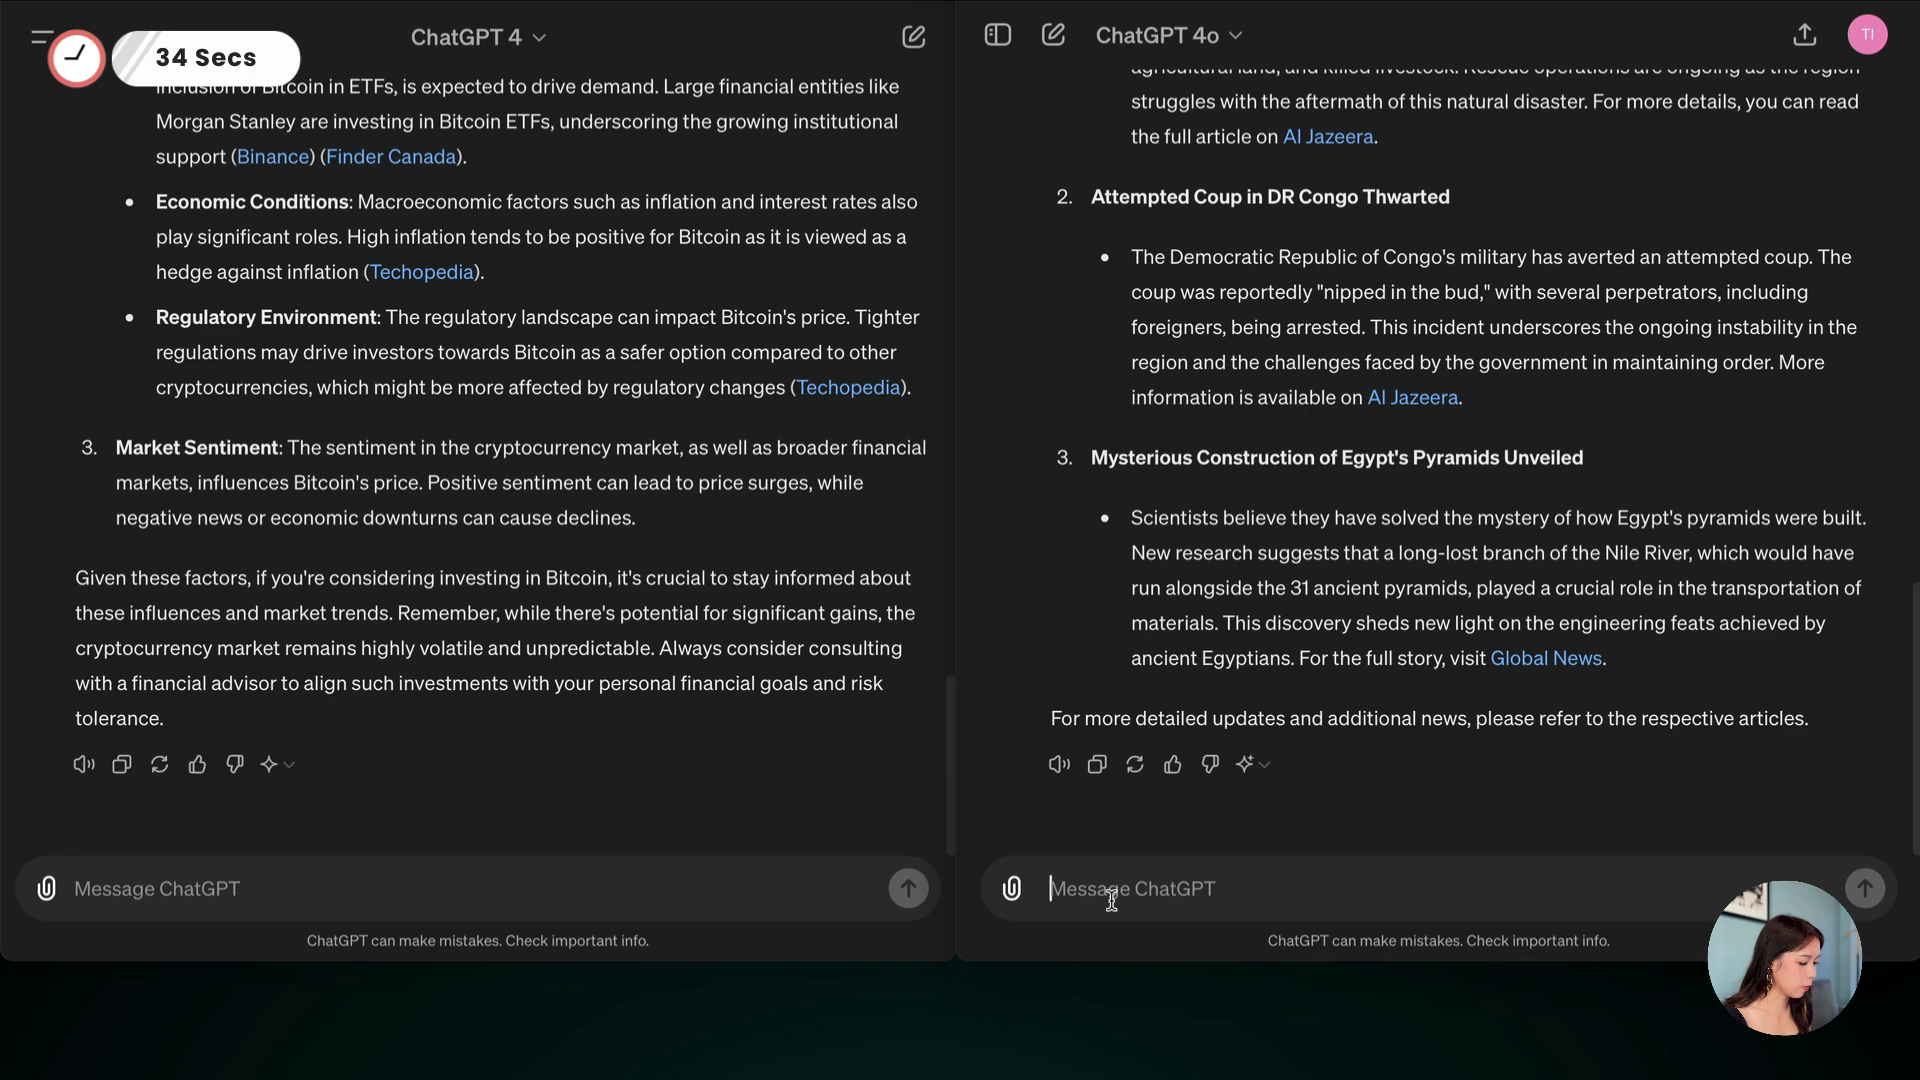 34 Secs
ChatGPT 4
inclusion of Bitcoin in ETFs, is expected to drive demand. Large financial entities like
Morgan Stanley are investing in Bitcoin ETFs, underscoring the growing institutional
support (Binance) (Finder Canada).
Economic Conditions: Macroeconomic factors such as inflation and interest rates also
play significant roles. High inflation tends to be positive for Bitcoin as it is viewed as a
hedge against inflation (Techopedia).
Regulatory Environment: The regulatory landscape can impact Bitcoin's price. Tighter
regulations may drive investors towards Bitcoin as a safer option compared to other
cryptocurrencies, which might be more affected by regulatory changes (Techopedia).
3. Market Sentiment: The sentiment in the cryptocurrency market, as well as broader financial
markets, influences Bitcoin's price. Positive sentiment can lead to price surges, while
negative news or economic downturns can cause declines.
Given these factors, if you're considering investing in Bitcoin, it's crucial to stay informed about
these influences and market trends. Remember, while there's potential for significant gains, the
cryptocurrency market remains highly volatile and unpredictable. Always consider consulting
with a financial advisor to align such investments with your personal financial goals and risk
tolerance.
Message ChatGPT
ChatGPT can make mistakes. Check important info.
ChatGPT 4o
TI
agricultural land, and killed livestock. Rescue operations are ongoing as the region
struggles with the aftermath of this natural disaster. For more details, you can read
the full article on Al Jazeera.
2. Attempted Coup in DR Congo Thwarted
The Democratic Republic of Congo's military has averted an attempted coup. The
coup was reportedly "nipped in the bud," with several perpetrators, including
foreigners, being arrested. This incident underscores the ongoing instability in the
region and the challenges faced by the government in maintaining order. More
information is available on Al Jazeera.
3. Mysterious Construction of Egypt's Pyramids Unveiled
Scientists believe they have solved the mystery of how Egypt's pyramids were built.
New research suggests that a long-lost branch of the Nile River, which would have
run alongside the 31 ancient pyramids, played a crucial role in the transportation of
materials. This discovery sheds new light on the engineering feats achieved by
ancient Egyptians. For the full story, visit Global News.
For more detailed updates and additional news, please refer to the respective articles.
Message ChatGPT
ChatGPT can make mistakes. Check important info.